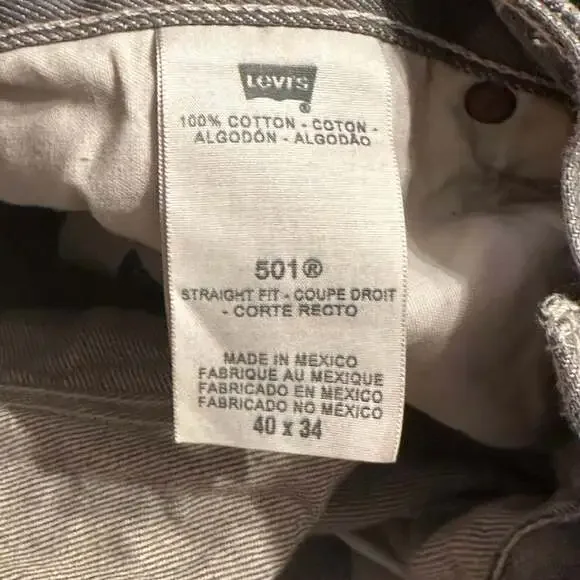 Levi's
®
100% COTTON - COTON -
ALGODÓN - ALGODÃO
501®
STRAIGHT FIT - COUPE DROIT
- CORTE RECTO
MADE IN MEXICO
FABRIQUE AU MEXIQUE
FABRICADO EN MÉXICO
FABRICADO NO MÉXICO
40 x 34